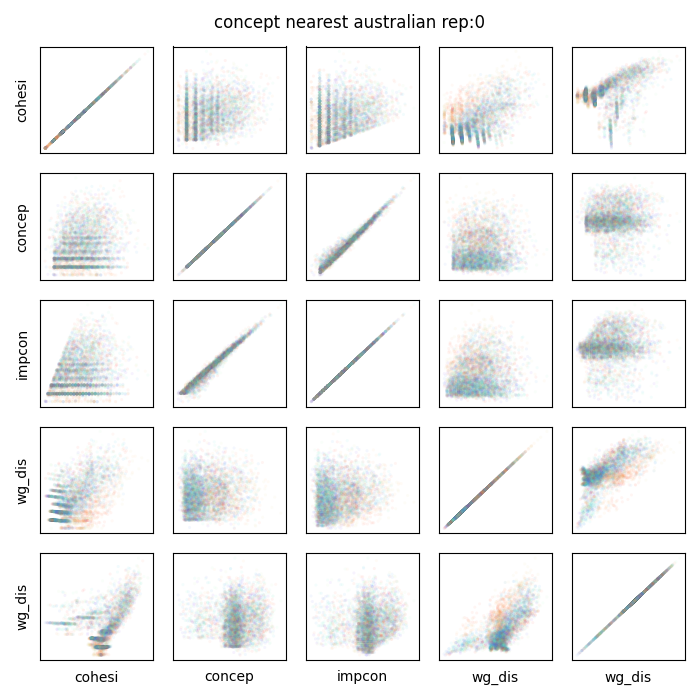 concept nearest australian rep:0
cohesi
concep
impcon
wg_dis
wg_dis
cohesi
concep
impcon
wg_dis
wg_dis